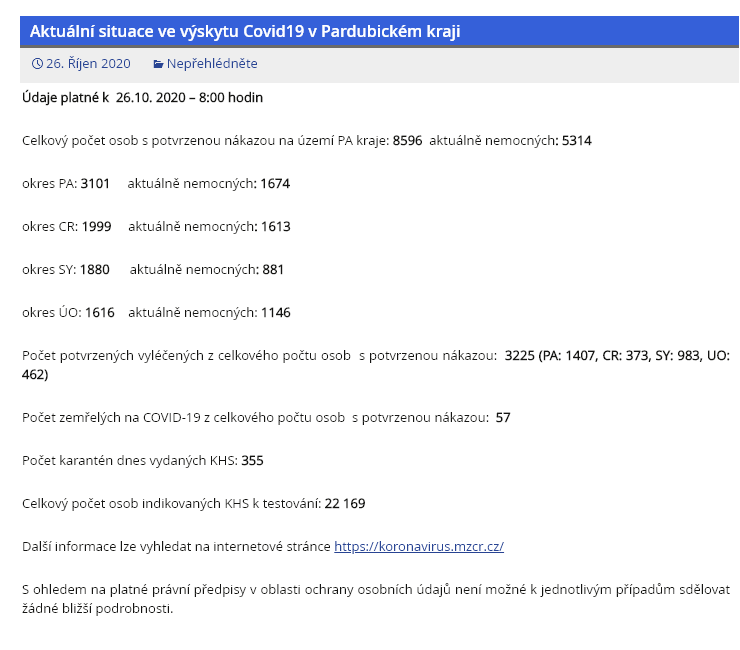 Aktuální situace ve výskytu Covid19 v Pardubickém kraji
26. Říjen 2020 Nepřehlédněte
Údaje platné k 26.10. 2020 – 8:00 hodin
Celkový počet osob s potvrzenou nákazou na území PA kraje: 8596 aktuálně nemocných: 5314
okres PA: 3101 aktuálně nemocných: 1674
okres CR: 1999 aktuálně nemocných: 1613
okres SY: 1880 aktuálně nemocných: 881
okres ÚO: 1616 aktuálně nemocných: 1146
Počet potvrzených vyléčených z celkového počtu osob s potvrzenou nákazou: 3225 (PA: 1407, CR: 373, SY: 983, UO:
462)
Počet zemřelých na COVID-19 z celkového počtu osob s potvrzenou nákazou: 57
Počet karantén dnes vydaných KHS: 355
Celkový počet osob indikovaných KHS k testování: 22 169
Další informace lze vyhledat na internetové stránce https://koronavirus.mzcr.cz/
S ohledem na platné právní předpisy v oblasti ochrany osobních údajů není možné k jednotlivým případům sdělovat
žádné bližší podrobnosti.